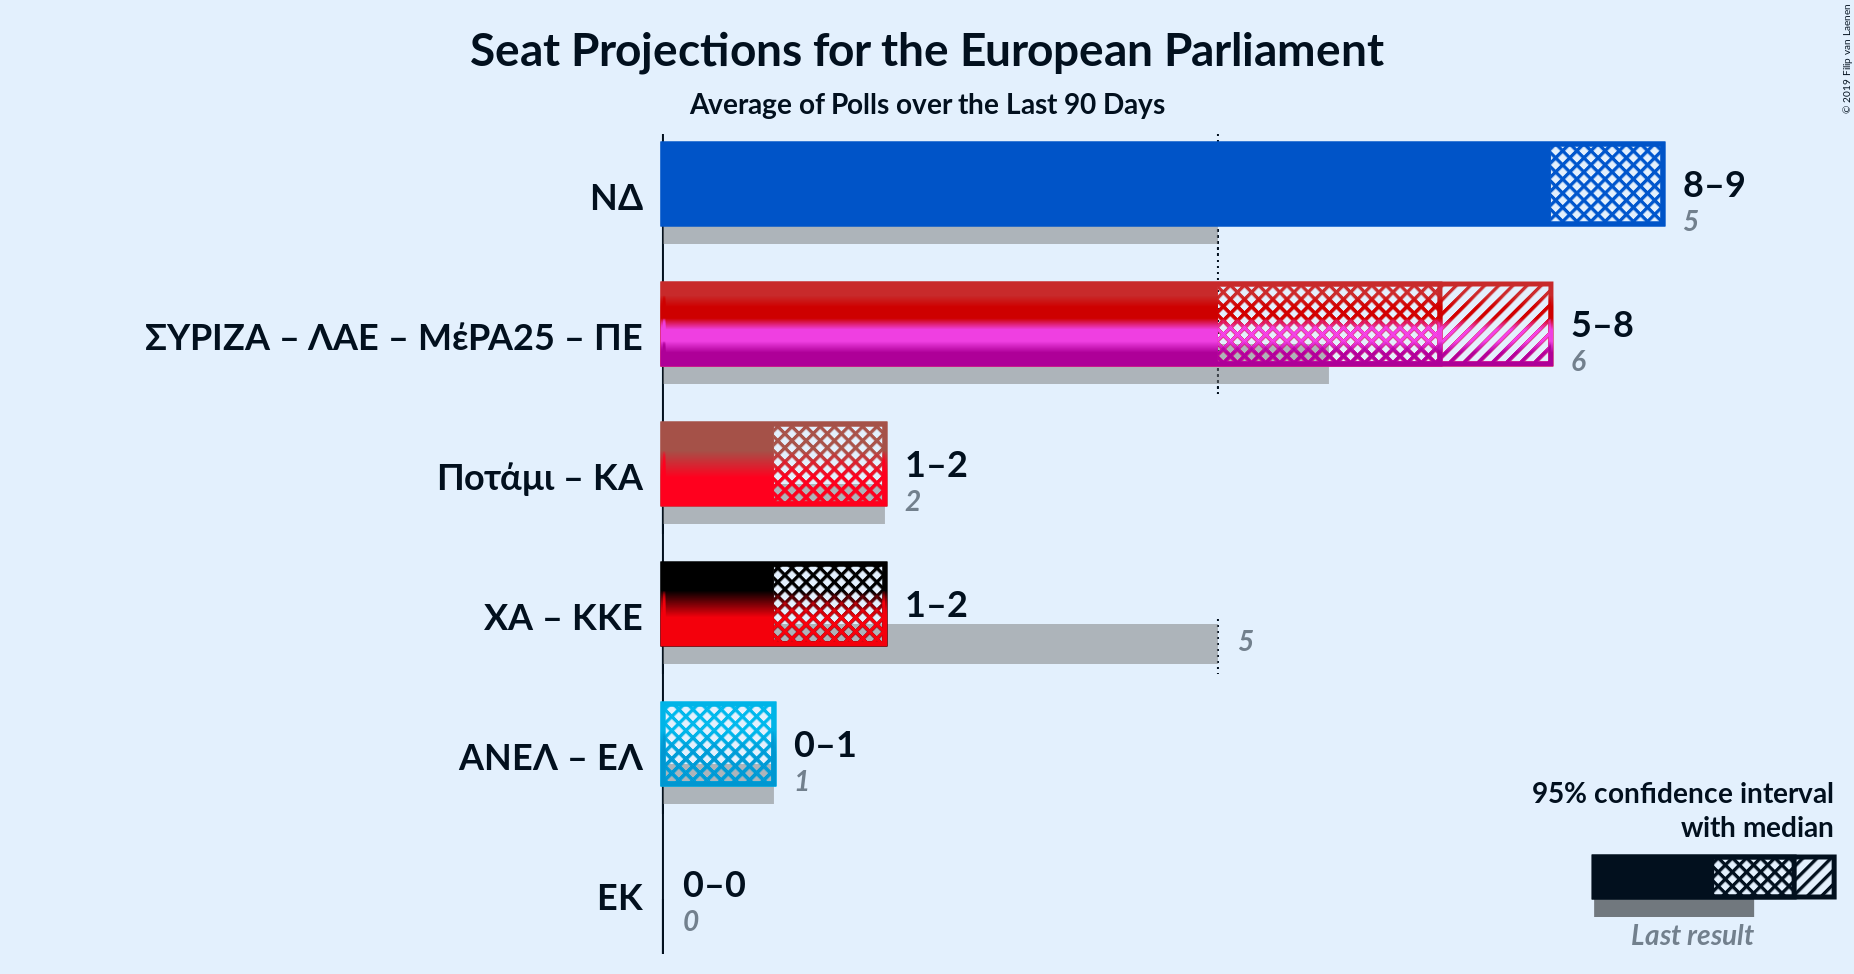 © 2019 Filip van Laenen
Seat Projections for the European Parliament
Average of Polls over the Last 90 Days
ΝΔ
8–9
5
ΣΥΡΙΖΑ – ΛΑΕ – ΜέΡΑ25 – ΠΕ
5–8
6
Ποτάμι – ΚΑ
1–2
2
ΧΑ – ΚΚΕ
1–2
5
ΑΝΕΛ – ΕΛ
0–1
1
ΕΚ
0–0
0
95% confidence interval
with median
Last result